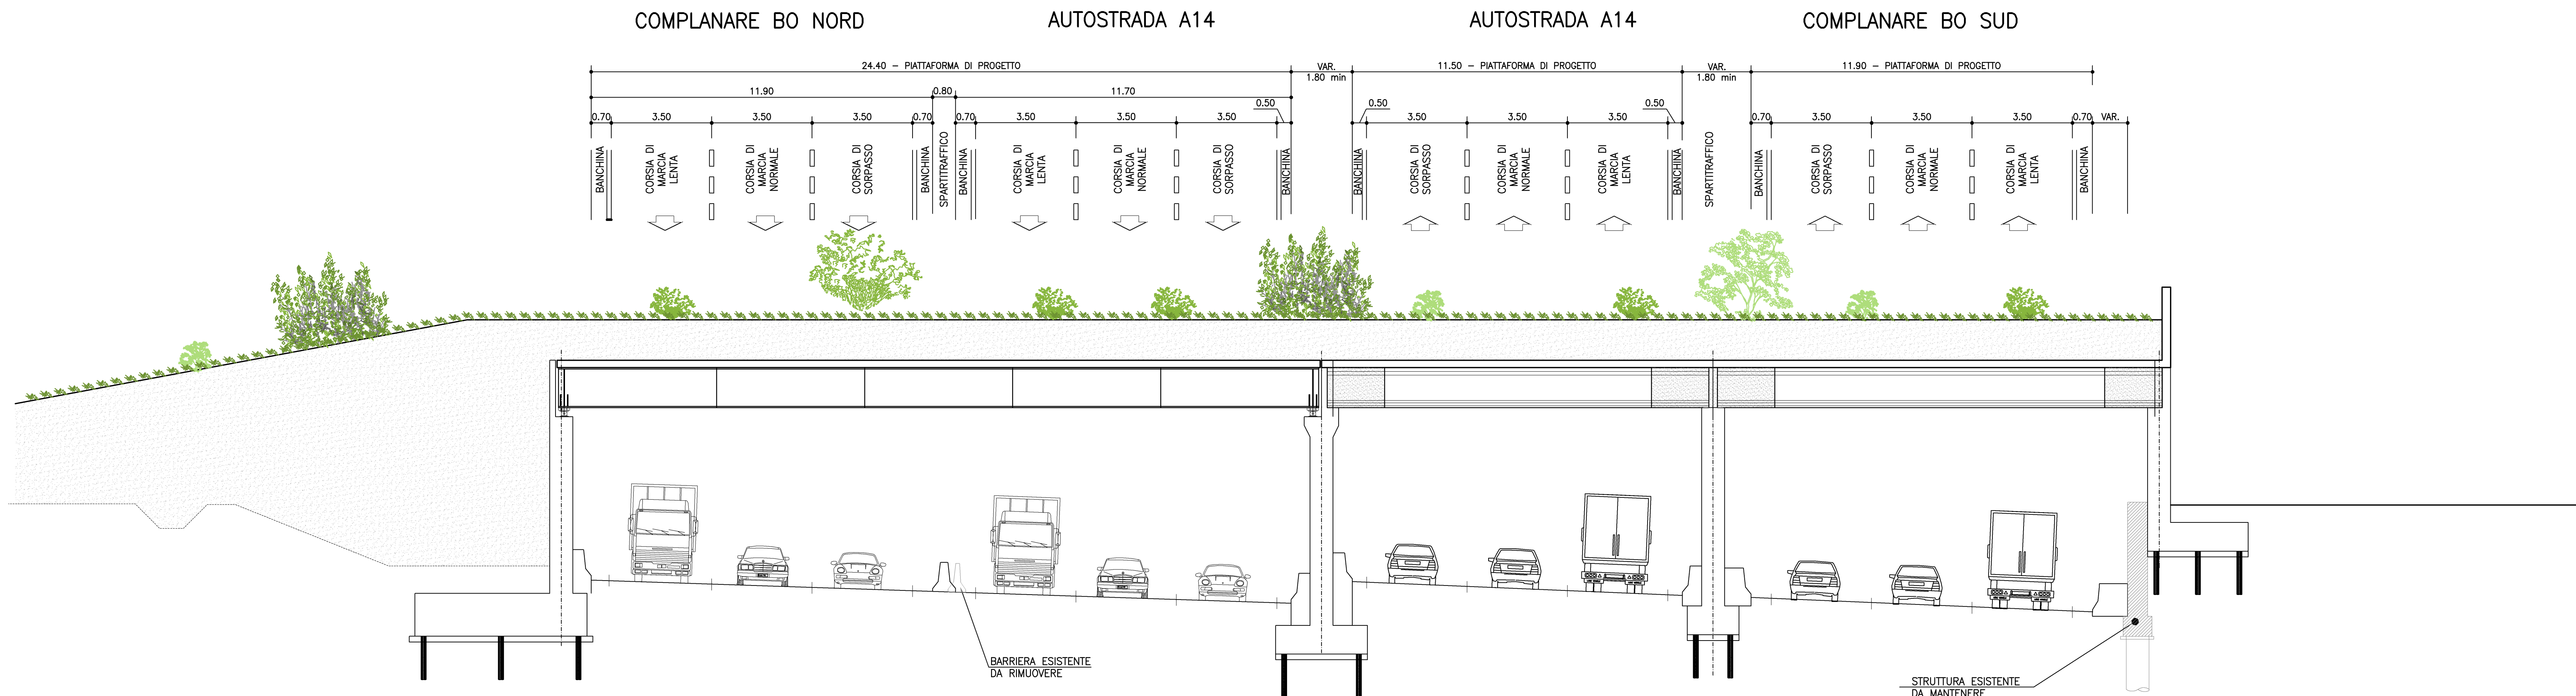 COMPLANARE BO NORD
AUTOSTRADA A14
AUTOSTRADA A14
COMPLANARE BO SUD
24.40 – PIATTAFORMA DI PROGETTO
VAR.
1.80 min
11.50 – PIATTAFORMA DI PROGETTO
VAR.
1.80 min
11.90 – PIATTAFORMA DI PROGETTO
11.90
0.80
11.70
0.50
0.50
0.50
0.70
3.50
3.50
3.50
0.70
0.70
3.50
3.50
3.50
3.50
3.50
3.50
0.70
3.50
3.50
3.50
0.70
VAR.
BANCHINA
CORSIA DI
MARCIA
LENTA
CORSIA DI
MARCIA
NORMALE
CORSIA DI
SORPASSO
BANCHINA
SPARTITRAFFICO
BANCHINA
CORSIA DI
MARCIA
LENTA
CORSIA DI
MARCIA
NORMALE
CORSIA DI
SORPASSO
BANCHINA
BANCHINA
CORSIA DI
SORPASSO
CORSIA DI
MARCIA
NORMALE
CORSIA DI
MARCIA
LENTA
BANCHINA
SPARTITRAFFICO
BANCHINA
CORSIA DI
SORPASSO
CORSIA DI
MARCIA
NORMALE
CORSIA DI
MARCIA
LENTA
BANCHINA
BARRIERA ESISTENTE
DA RIMUOVERE
STRUTTURA ESISTENTE
DA MANTENERE